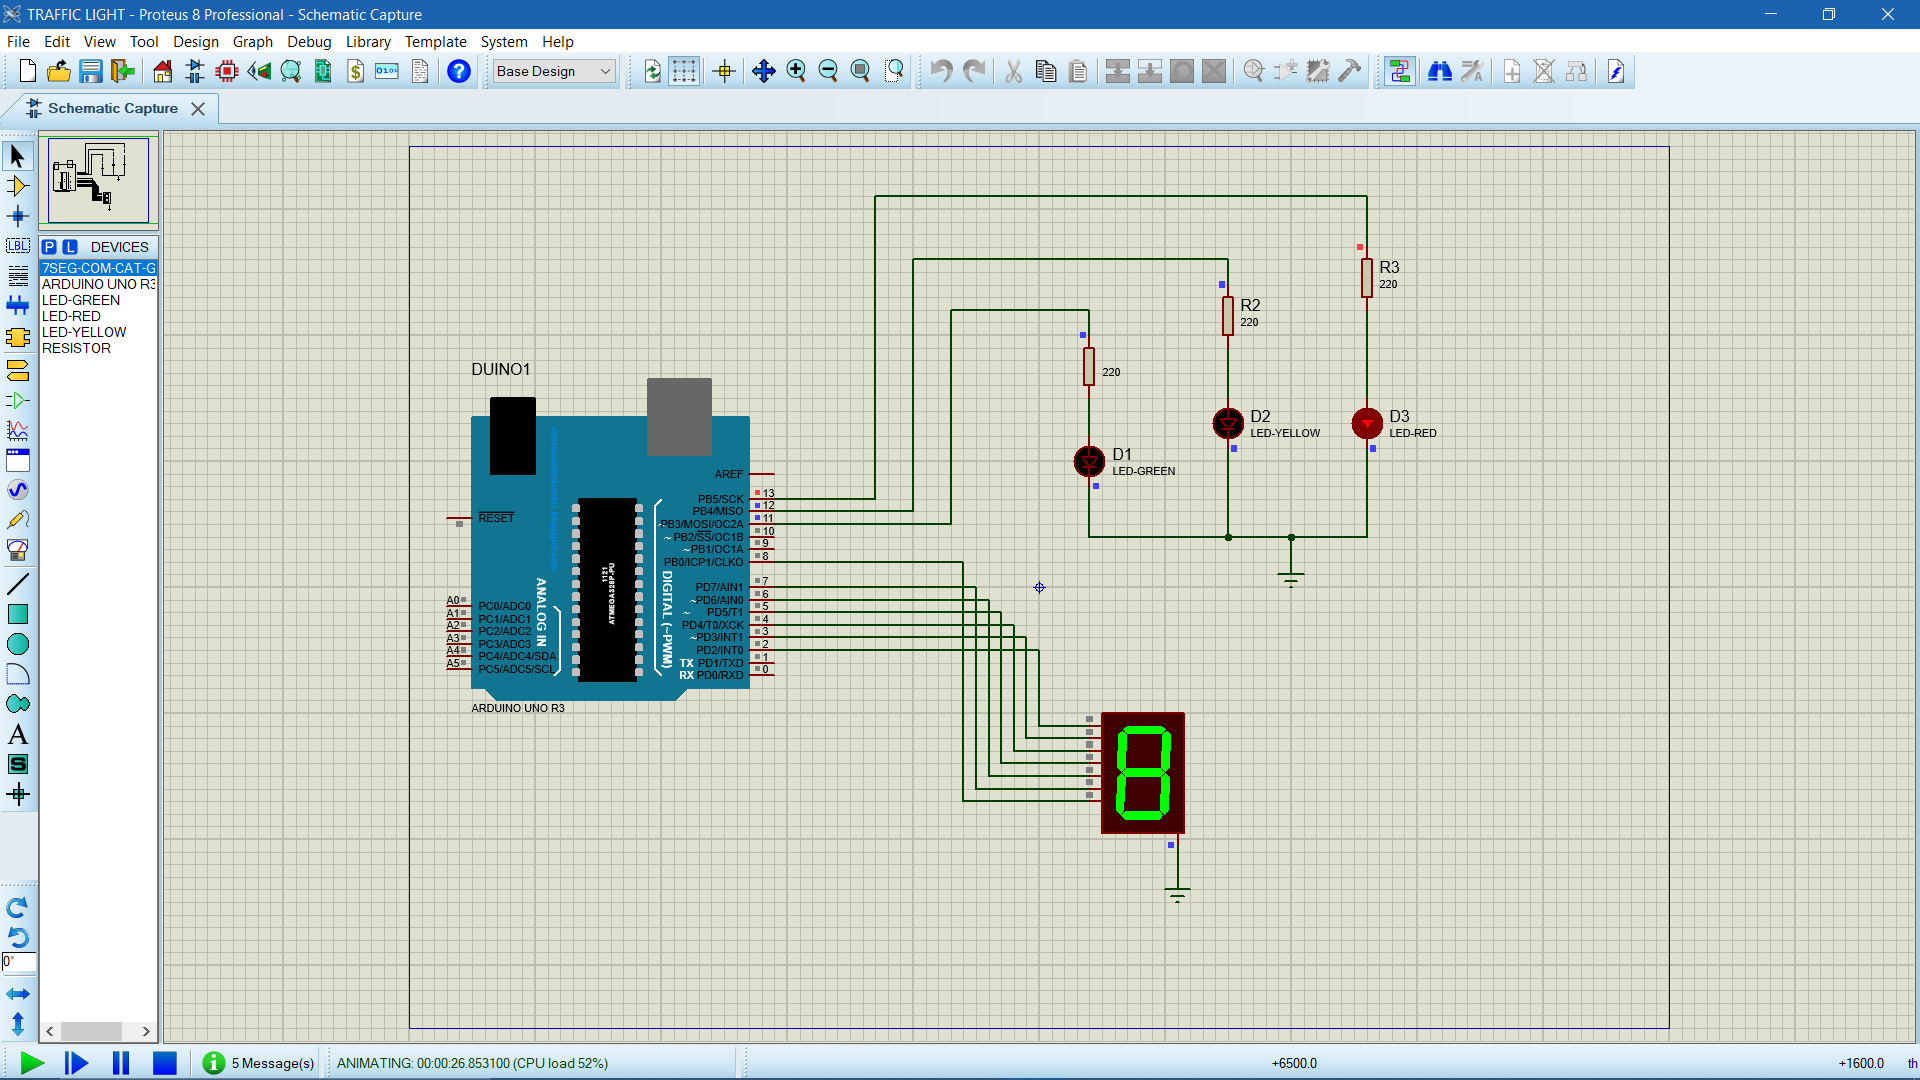 TRAFFIC LIGHT - Proteus 8 Professional - Schematic Capture
File Edit View Tool Design Graph Debug Library Template System Help
Base Design
Schematic Capture
P L DEVICES
7SEG-COM-CAT-G
ARDUINO UNO R3
LED-GREEN
LED-RED
LED-YELLOW
RESISTOR
LBL
A
S
0°
DUINO1
ARDUINO UNO R3
RESET
AREF
PB5/SCK 13
PB4/MISO 12
~PB3/MOSI/OC2A 11
~PB2/SS/OC1B 10
~PB1/OC1A 9
PB0/ICP1/CLKO 8
PD7/AIN1 7
~PD6/AIN0 6
~PD5/T1 5
PD4/T0/XCK 4
~PD3/INT1 3
PD2/INT0 2
TX PD1/TXD 1
RX PD0/RXD 0
A0 PC0/ADC0
A1 PC1/ADC1
A2 PC2/ADC2
A3 PC3/ADC3
A4 PC4/ADC4/SDA
A5 PC5/ADC5/SCL
ANALOG IN
1121
ATMEGA328P-PU
DIGITAL (~PWM)
R3
220
R2
220
220
D1
LED-GREEN
D2
LED-YELLOW
D3
LED-RED
8
5 Message(s)
ANIMATING: 00:00:26.853100 (CPU load 52%)
+6500.0
+1600.0
th